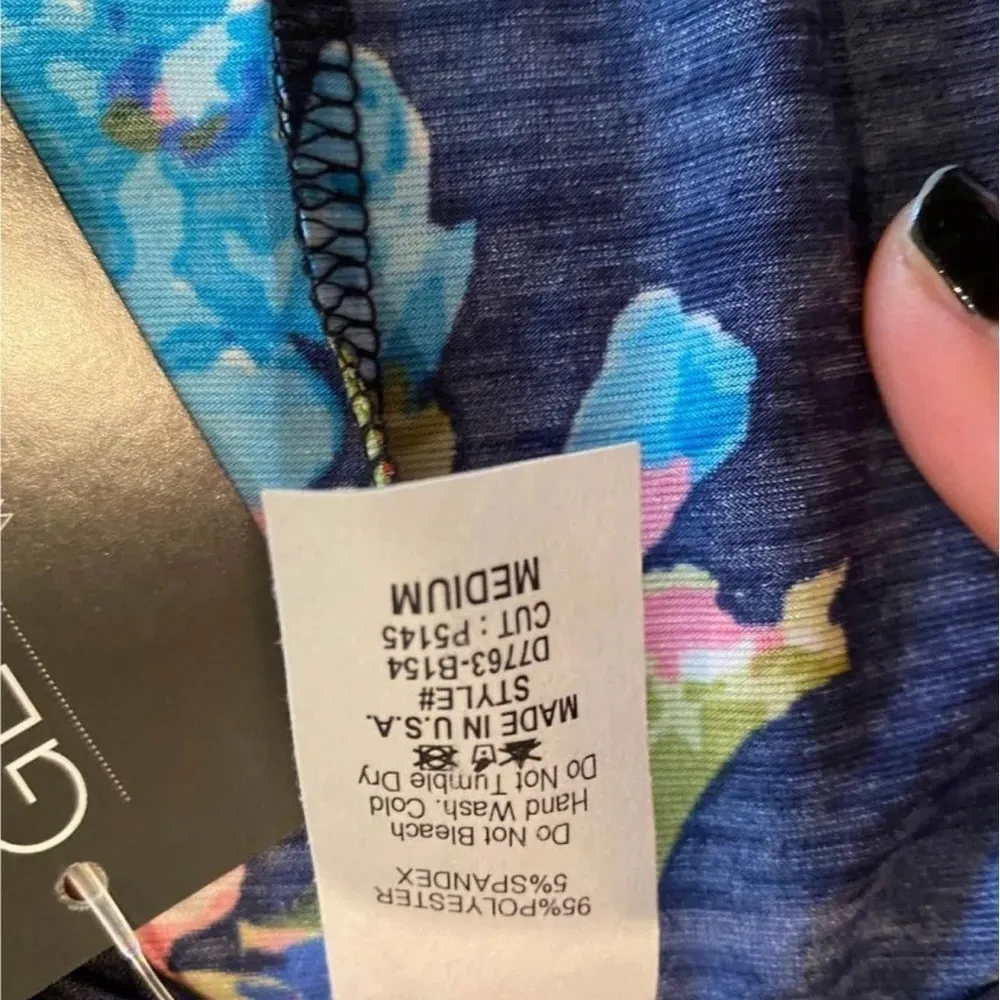 95%POLYESTER
5%SPANDEX
Do Not Bleach
Hand Wash. Cold
Do Not Tumble Dry
MADE IN U.S.A.
STYLE#
D7763-B154
CUT : P5145
MEDIUM
GL